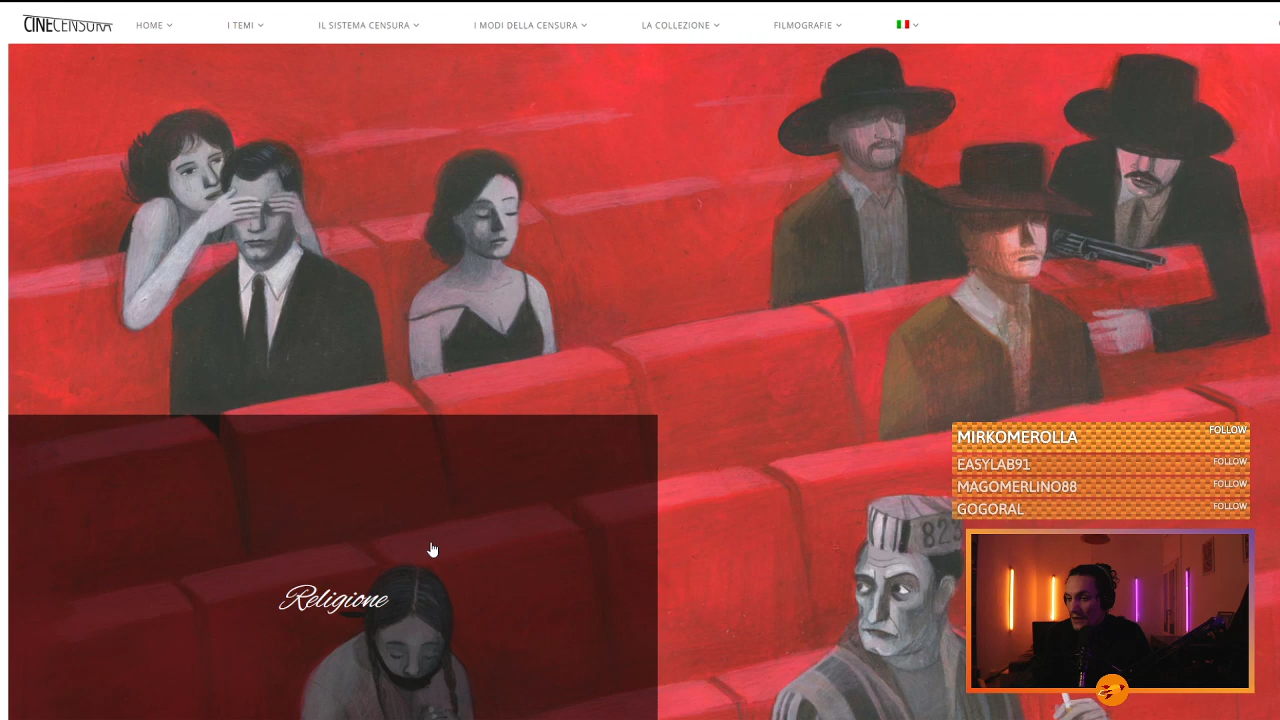 CINECENSURA
HOME
I TEMI
IL SISTEMA CENSURA
I MODI DELLA CENSURA
LA COLLEZIONE
FILMOGRAFIE
MIRKOMEROLLA FOLLOW
EASYLAB91 FOLLOW
MAGOMERLINO88 FOLLOW
GOGORAL FOLLOW
823
Religione